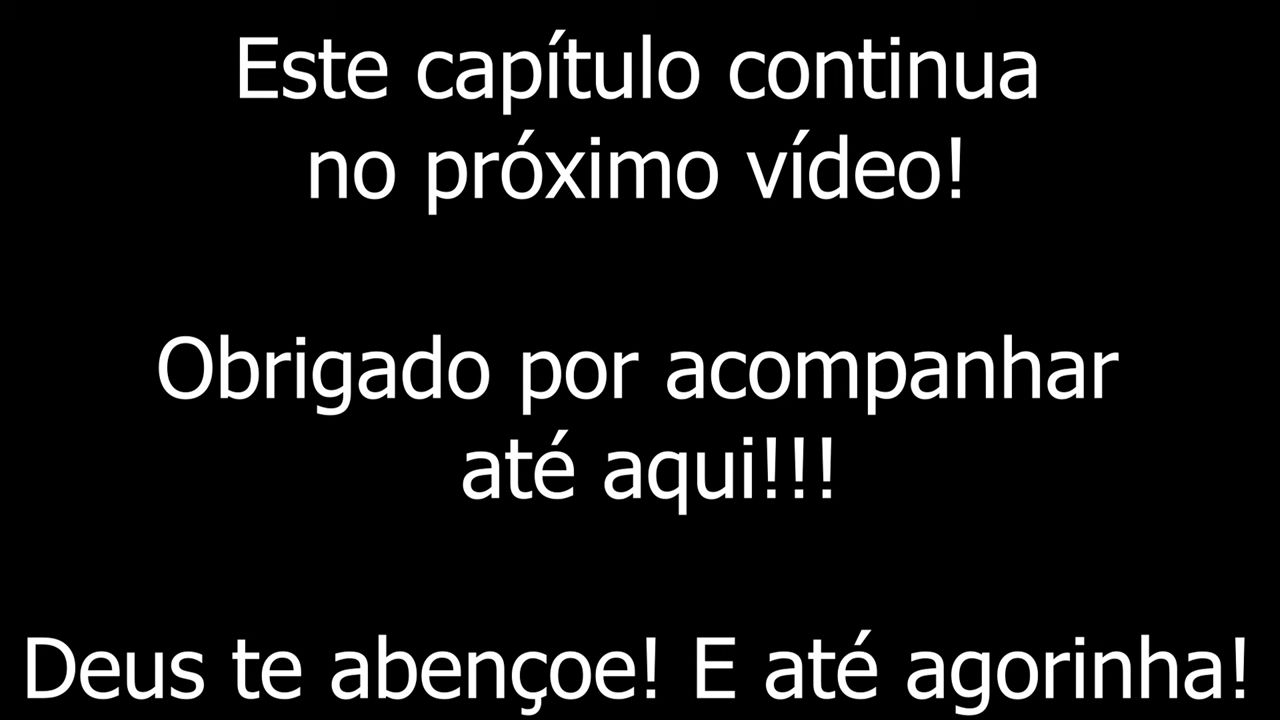 Este capítulo continua
no próximo vídeo!
Obrigado por acompanhar
até aqui!!!
Deus te abençoe! E até agorinha!